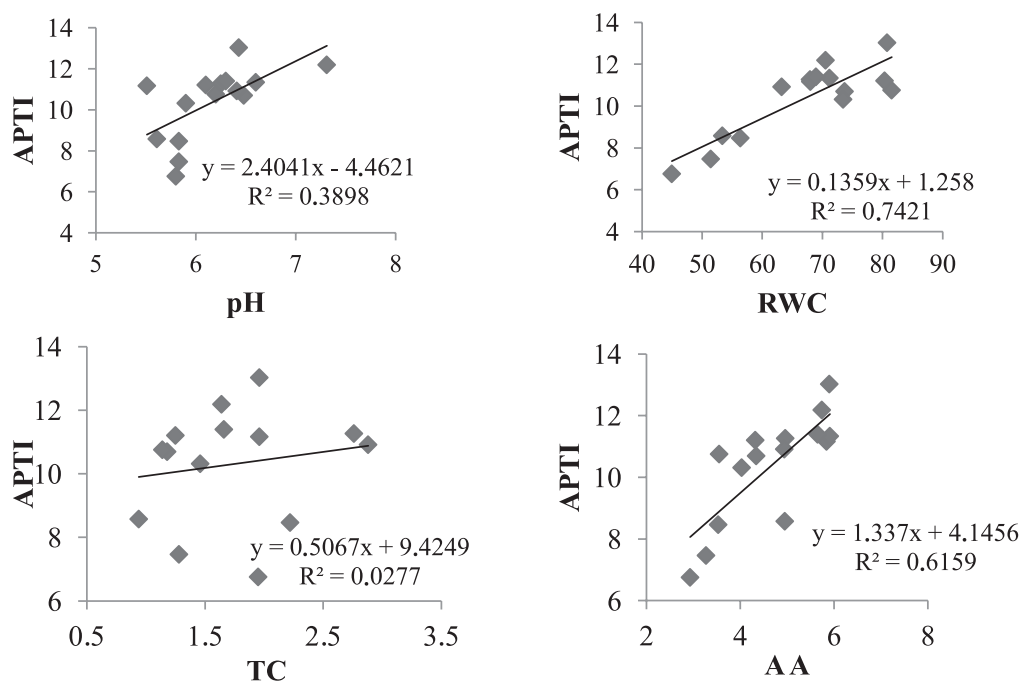 14
12
10
8
6
4
APTI
5 6 7 8
pH
y = 2.4041x - 4.4621
R² = 0.3898
14
12
10
8
6
4
APTI
40 50 60 70 80 90
RWC
y = 0.1359x + 1.258
R² = 0.7421
14
12
10
8
6
APTI
0.5 1.5 2.5 3.5
TC
y = 0.5067x + 9.4249
R² = 0.0277
14
12
10
8
6
APTI
2 4 6 8
A A
y = 1.337x + 4.1456
R² = 0.6159